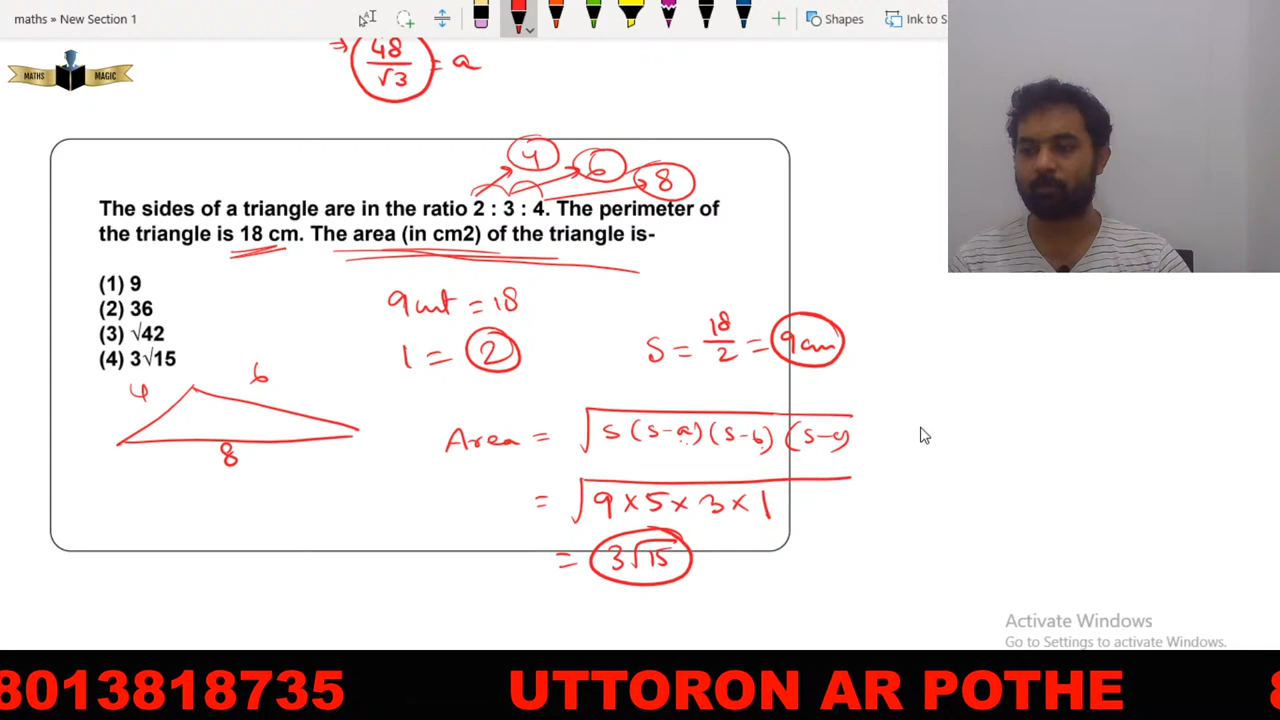 maths » New Section 1
Shapes
Ink to S
MATHS MAGIC
⇒ 48/√3 = a
4 6 8
The sides of a triangle are in the ratio 2 : 3 : 4. The perimeter of
the triangle is 18 cm. The area (in cm2) of the triangle is-
(1) 9
(2) 36
(3) √42
(4) 3√15
9 unit = 18
1 = 2
S = 18/2 = 9cm
4 6
8
Area = √S(S-a)(S-b)(S-c)
= √9×5×3×1
= 3√15
Activate Windows
Go to Settings to activate Windows.
8013818735 UTTORON AR POTHE